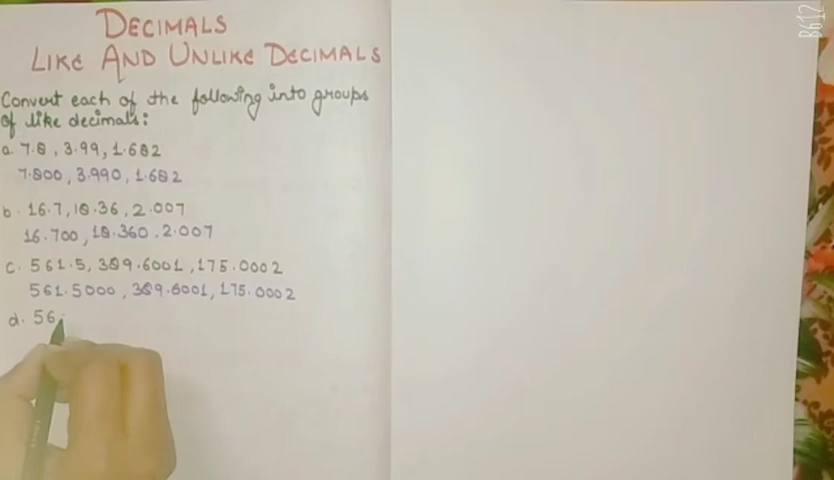 DECIMALS
LIKE AND UNLIKE DECIMALS
Convert each of the following into groups
of like decimals:
a. 7.8, 3.99, 1.682
7.800, 3.990, 1.682
b. 16.7, 18.36, 2.007
16.700, 18.360, 2.007
c. 561.5, 389.6001, 175.0002
561.5000, 389.6001, 175.0002
d. 56.
B612